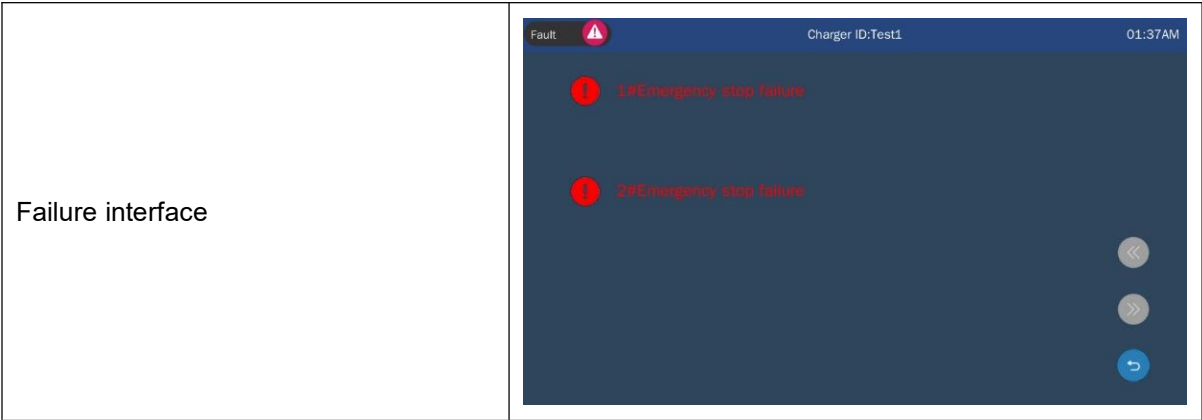 Fault
Charger ID:Test1
01:37AM
1#Emergency stop failure
2#Emergency stop failure
Failure interface